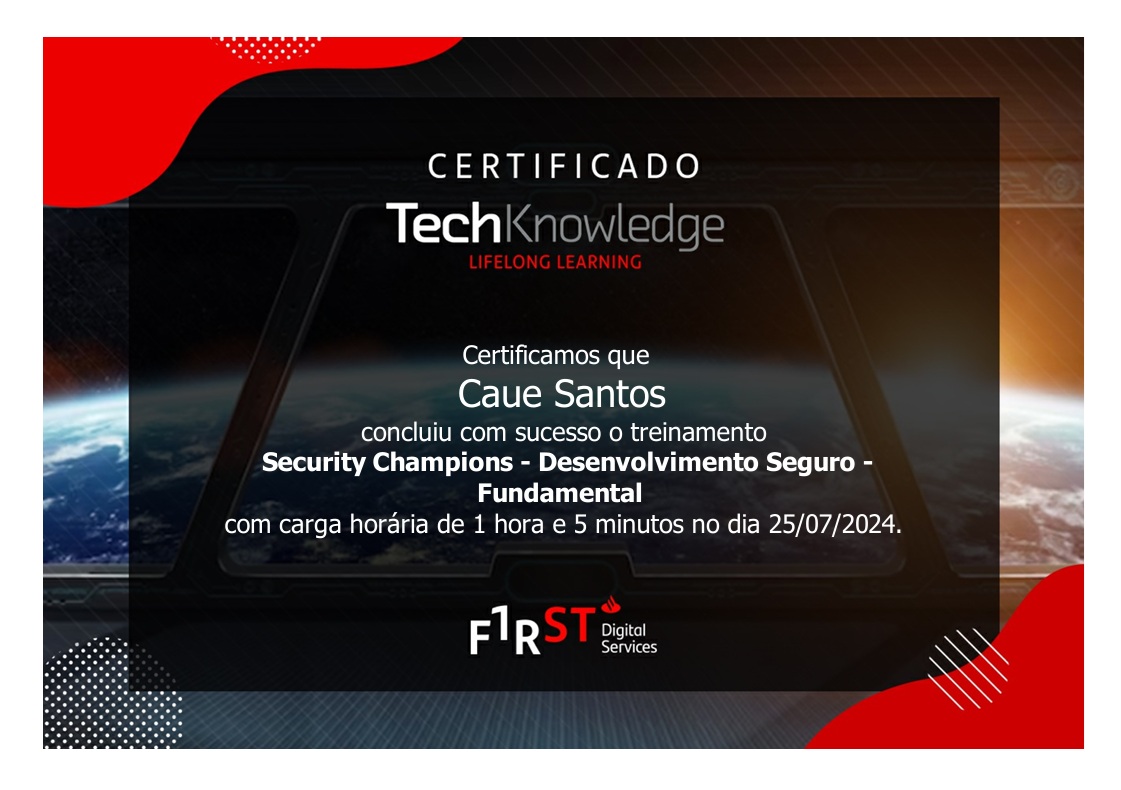 CERTIFICADO
TechKnowledge
LIFELONG LEARNING
Certificamos que
Caue Santos
concluiu com sucesso o treinamento
Security Champions - Desenvolvimento Seguro -
Fundamental
com carga horária de 1 hora e 5 minutos no dia 25/07/2024.
F1RST Digital
Services